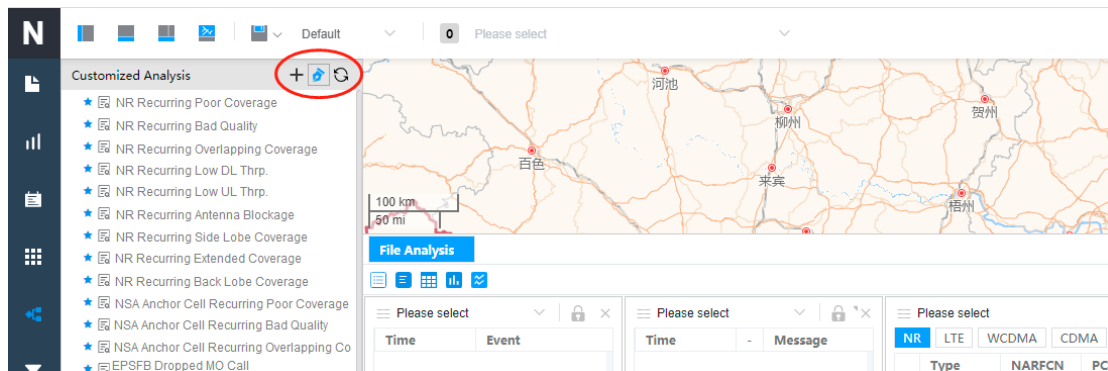 N
Default
0 Please select
Customized Analysis
NR Recurring Poor Coverage
NR Recurring Bad Quality
NR Recurring Overlapping Coverage
NR Recurring Low DL Thrp.
NR Recurring Low UL Thrp.
NR Recurring Antenna Blockage
NR Recurring Side Lobe Coverage
NR Recurring Extended Coverage
NR Recurring Back Lobe Coverage
NSA Anchor Cell Recurring Poor Coverage
NSA Anchor Cell Recurring Bad Quality
NSA Anchor Cell Recurring Overlapping Co
EPSFB Dropped MO Call
河池
柳州
贺州
百色
来宾
梧州
100 km
50 mi
File Analysis
Please select
Time Event
Please select
Time - Message
Please select
NR LTE WCDMA CDMA
Type NARFCN PC